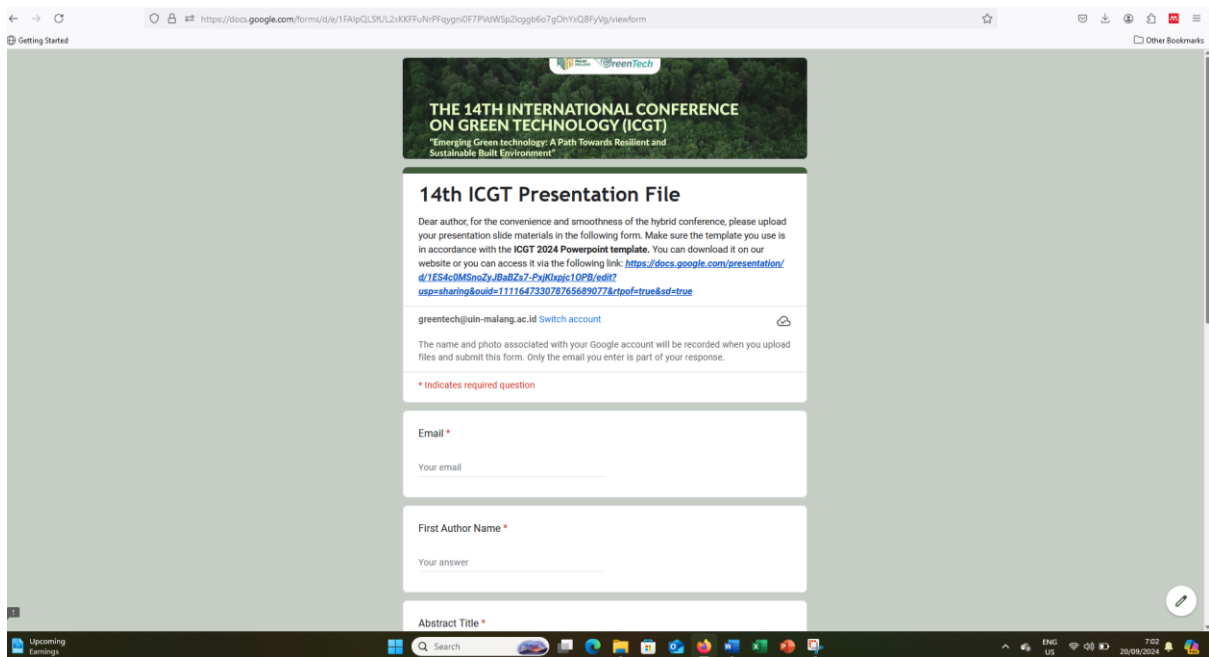 https://docs.google.com/forms/d/e/1FAIpQLSfUL2xKKFFuNrPFqygni0F7PVdWSp2lcggb6o7gOhYxQBFyVg/viewform
Getting Started
Other Bookmarks
GreenTech
THE 14TH INTERNATIONAL CONFERENCE
ON GREEN TECHNOLOGY (ICGT)
"Emerging Green technology: A Path Towards Resilient and
Sustainable Built Environment"
14th ICGT Presentation File
Dear author, for the convenience and smoothness of the hybrid conference, please upload
your presentation slide materials in the following form. Make sure the template you use is
in accordance with the ICGT 2024 Powerpoint template. You can download it on our
website or you can access it via the following link: https://docs.google.com/presentation/
d/1ES4c0MSnoZyJBaBZs7-PxjKlxpjc1OPB/edit?
usp=sharing&ouid=111164733078765689077&rtpof=true&sd=true
greentech@uin-malang.ac.id Switch account
The name and photo associated with your Google account will be recorded when you upload
files and submit this form. Only the email you enter is part of your response.
* Indicates required question
Email *
Your email
First Author Name *
Your answer
Abstract Title *
Upcoming
Earnings
Search
ENG
US
7:02
20/09/2024